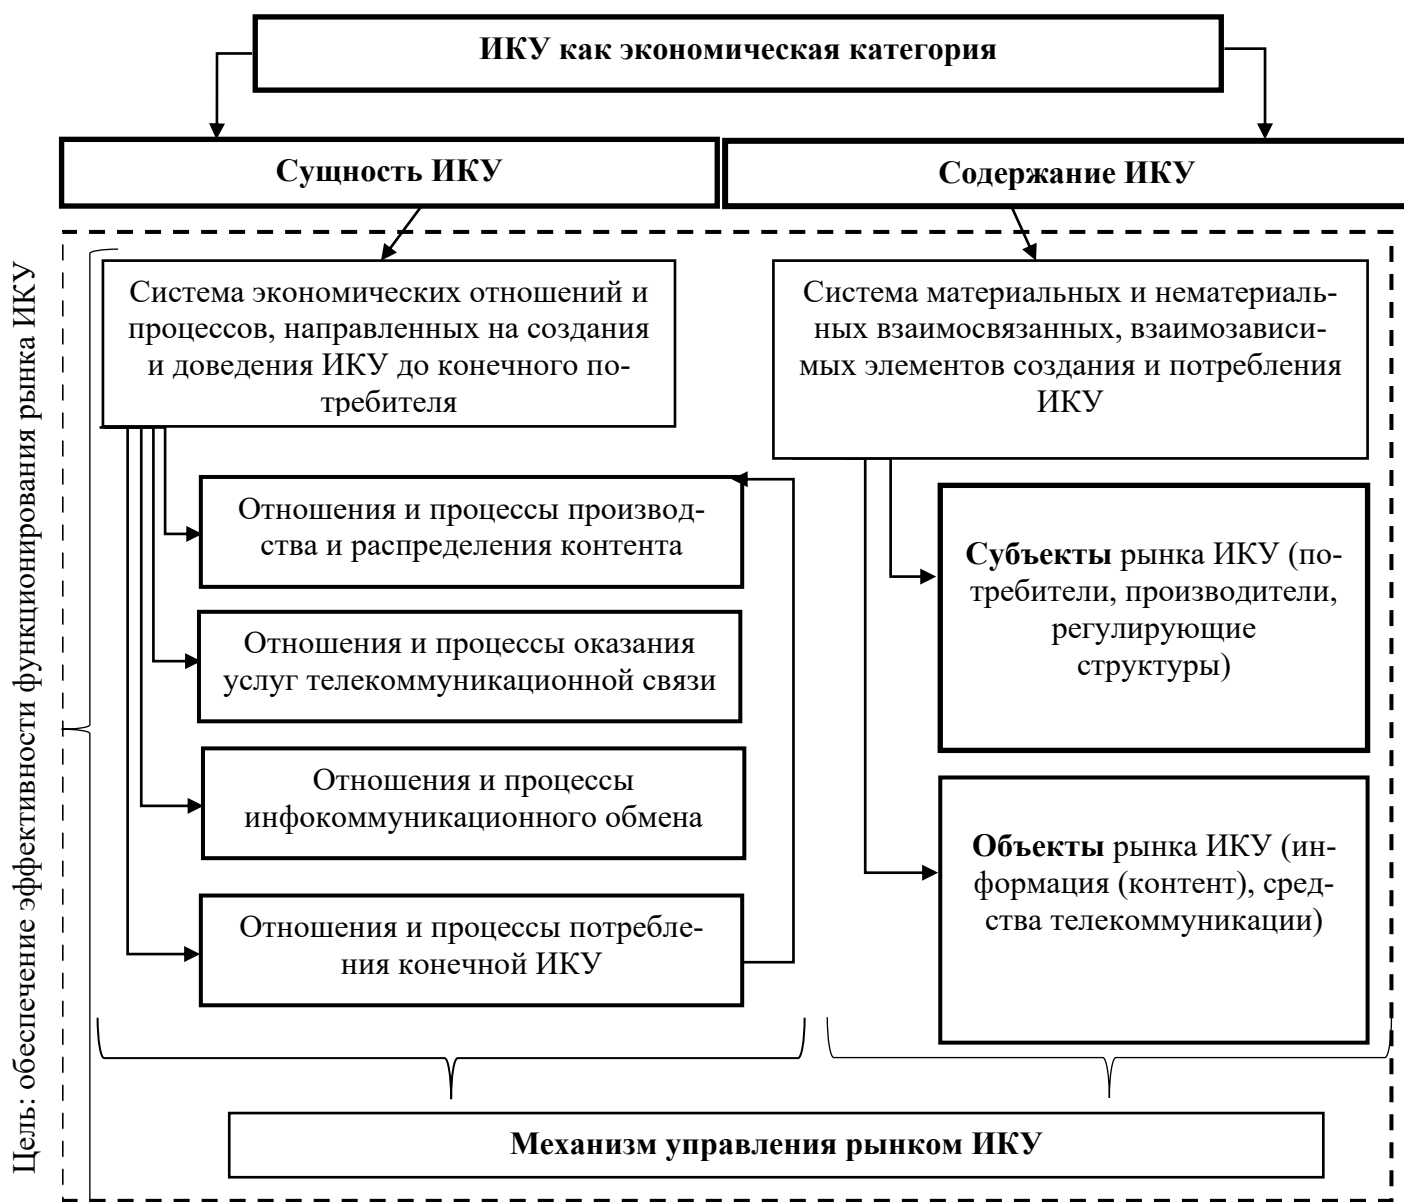 ИКУ как экономическая категория
Сущность ИКУ
Содержание ИКУ
Цель: обеспечение эффективности функционирования рынка ИКУ
Система экономических отношений и
процессов, направленных на создания
и доведения ИКУ до конечного по-
требителя
Система материальных и нематериаль-
ных взаимосвязанных, взаимозависи-
мых элементов создания и потребления
ИКУ
Отношения и процессы производ-
ства и распределения контента
Отношения и процессы оказания
услуг телекоммуникационной связи
Отношения и процессы
инфокоммуникационного обмена
Отношения и процессы потребле-
ния конечной ИКУ
Субъекты рынка ИКУ (по-
требители, производители,
регулирующие
структуры)
Объекты рынка ИКУ (ин-
формация (контент), сред-
ства телекоммуникации)
Механизм управления рынком ИКУ